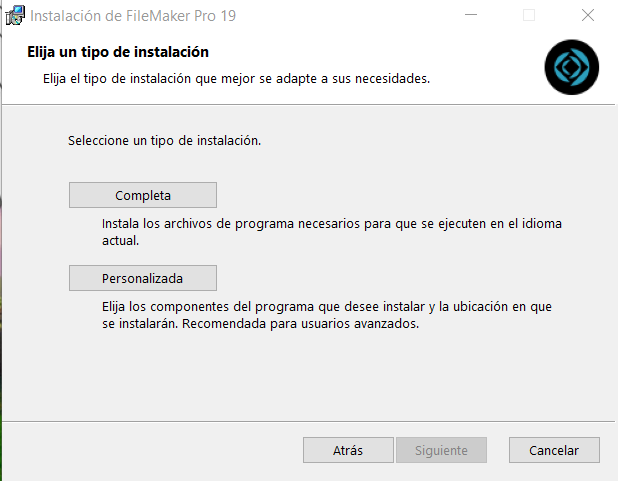 Instalación de FileMaker Pro 19
Elija un tipo de instalación
Elija el tipo de instalación que mejor se adapte a sus necesidades.
Seleccione un tipo de instalación.
Completa
Instala los archivos de programa necesarios para que se ejecuten en el idioma
actual.
Personalizada
Elija los componentes del programa que desee instalar y la ubicación en que
se instalarán. Recomendada para usuarios avanzados.
Atrás
Siguiente
Cancelar